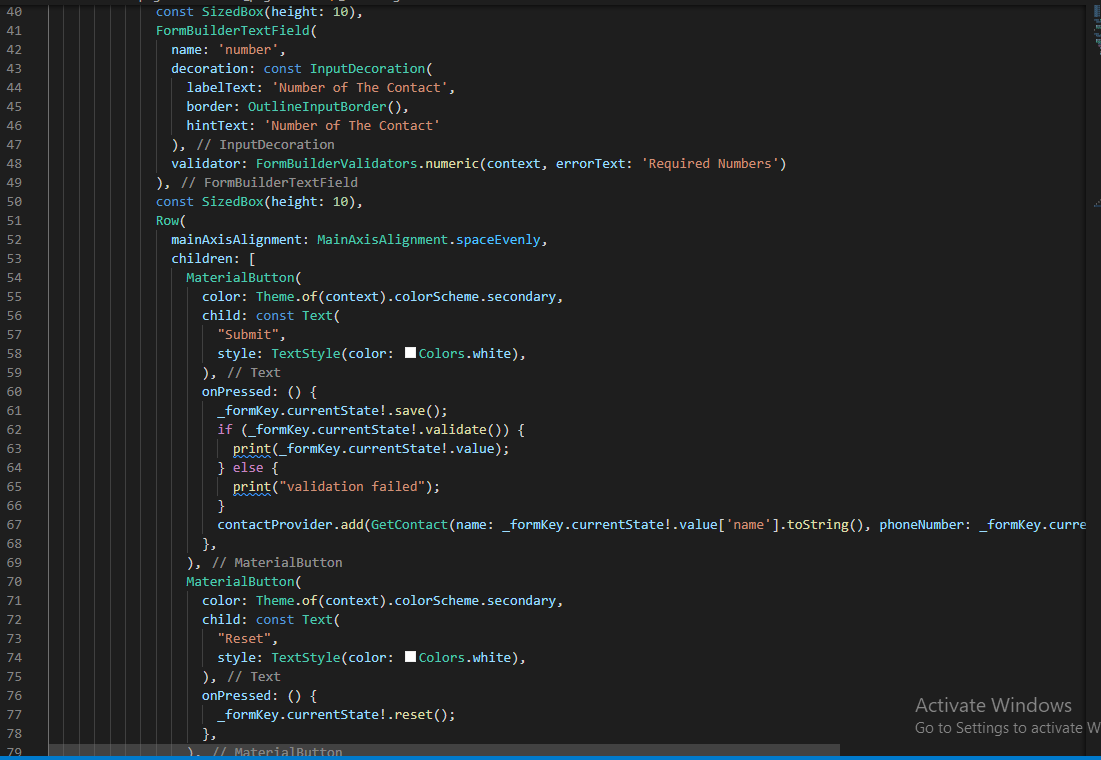 40 const SizedBox(height: 10),
41 FormBuilderTextField(
42 name: 'number',
43 decoration: const InputDecoration(
44 labelText: 'Number of The Contact',
45 border: OutlineInputBorder(),
46 hintText: 'Number of The Contact'
47 ), // InputDecoration
48 validator: FormBuilderValidators.numeric(context, errorText: 'Required Numbers')
49 ), // FormBuilderTextField
50 const SizedBox(height: 10),
51 Row(
52 mainAxisAlignment: MainAxisAlignment.spaceEvenly,
53 children: [
54 MaterialButton(
55 color: Theme.of(context).colorScheme.secondary,
56 child: const Text(
57 "Submit",
58 style: TextStyle(color: Colors.white),
59 ), // Text
60 onPressed: () {
61 _formKey.currentState!.save();
62 if (_formKey.currentState!.validate()) {
63 print(_formKey.currentState!.value);
64 } else {
65 print("validation failed");
66 }
67 contactProvider.add(GetContact(name: _formKey.currentState!.value['name'].toString(), phoneNumber: _formKey.curre
68 },
69 ), // MaterialButton
70 MaterialButton(
71 color: Theme.of(context).colorScheme.secondary,
72 child: const Text(
73 "Reset",
74 style: TextStyle(color: Colors.white),
75 ), // Text
76 onPressed: () {
77 _formKey.currentState!.reset();
78 },
79 ), // MaterialButton
Activate Windows
Go to Settings to activate W